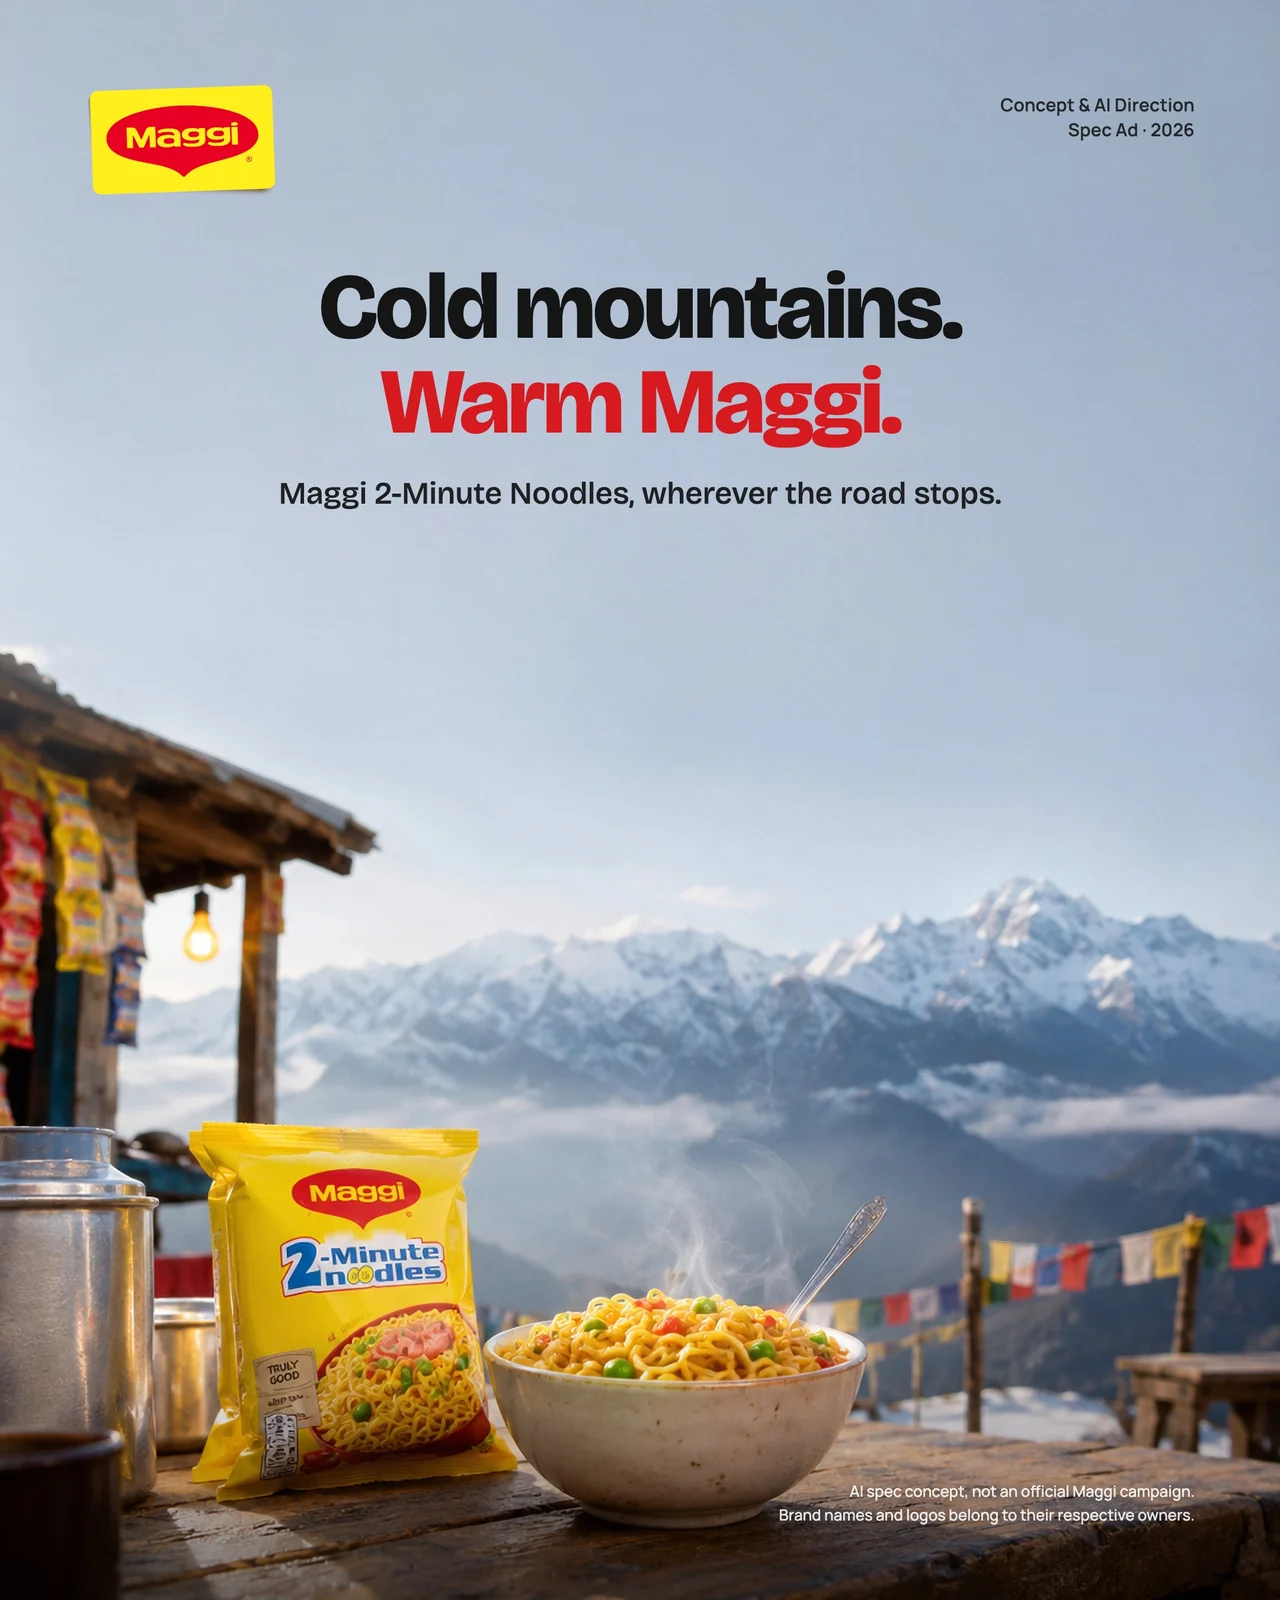 Maggi
®
Concept & AI Direction
Spec Ad · 2026
Cold mountains.
Warm Maggi.
Maggi 2-Minute Noodles, wherever the road stops.
Maggi
2-Minute
noodles
TRULY
GOOD
AI spec concept, not an official Maggi campaign.
Brand names and logos belong to their respective owners.